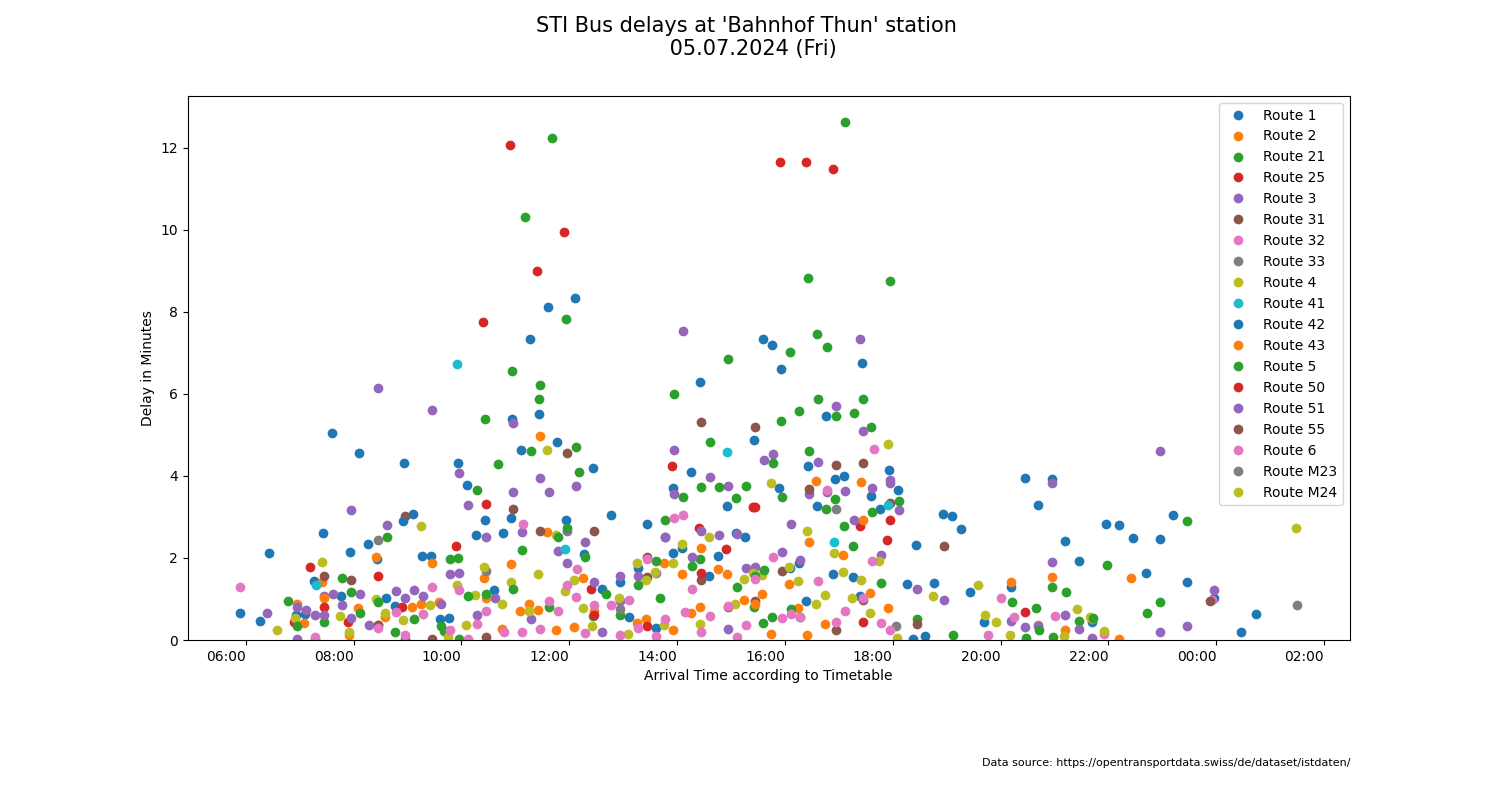 STI Bus delays at 'Bahnhof Thun' station
05.07.2024 (Fri)
Delay in Minutes
12
10
8
6
4
2
0
06:00
08:00
10:00
12:00
14:00
16:00
18:00
20:00
22:00
00:00
02:00
Arrival Time according to Timetable
Route 1
Route 2
Route 21
Route 25
Route 3
Route 31
Route 32
Route 33
Route 4
Route 41
Route 42
Route 43
Route 5
Route 50
Route 51
Route 55
Route 6
Route M23
Route M24
Data source: https://opentransportdata.swiss/de/dataset/istdaten/